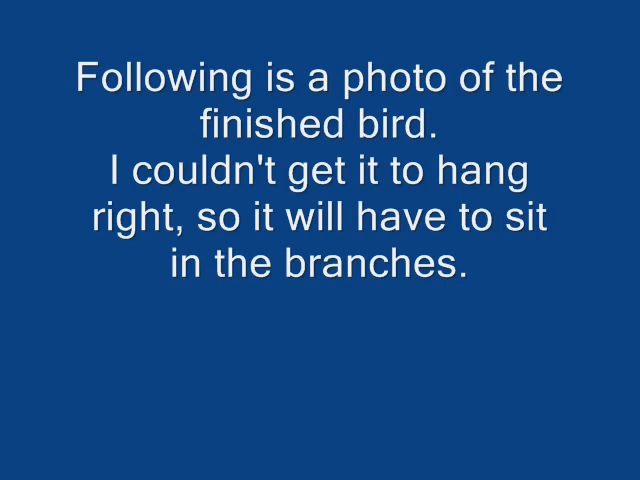 Following is a photo of the
finished bird.
I couldn't get it to hang
right, so it will have to sit
in the branches.